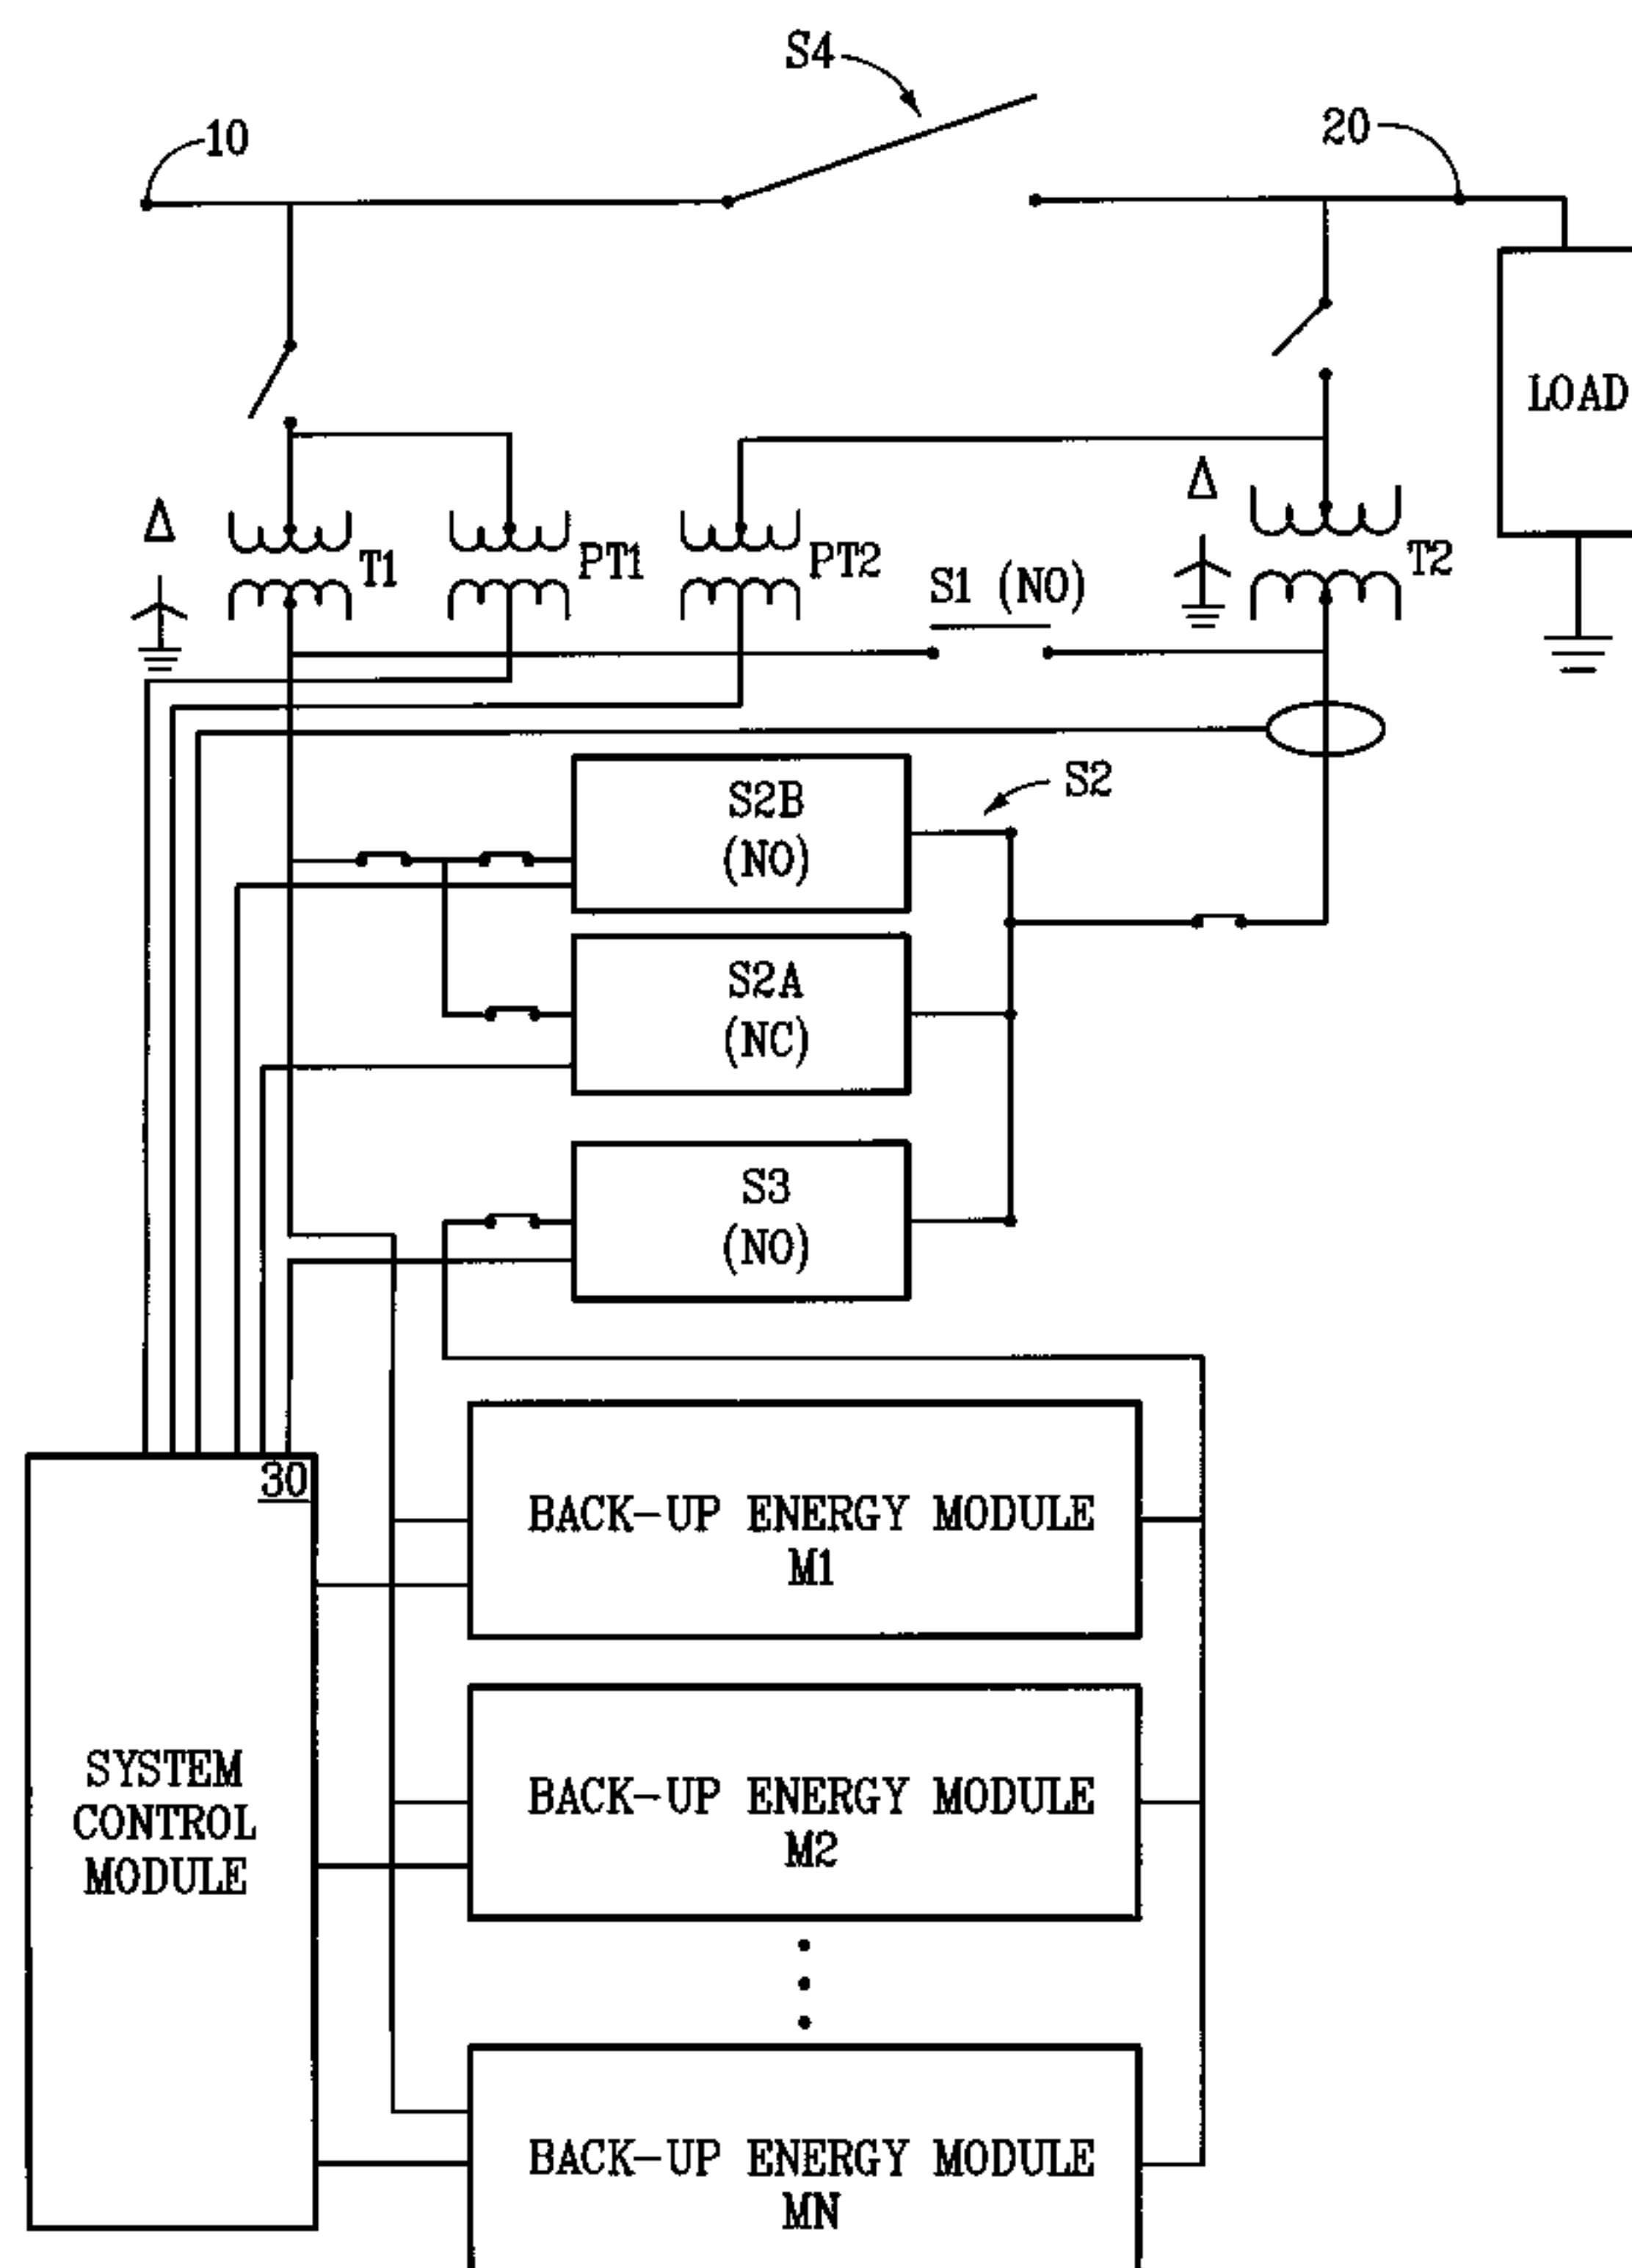 S4
10
20
LOAD
Δ
Δ
T1
PT1
PT2
T2
S1 (NO)
S2B
(NO)
S2
S2A
(NC)
S3
(NO)
30
BACK-UP ENERGY MODULE
M1
SYSTEM
CONTROL
MODULE
BACK-UP ENERGY MODULE
M2
BACK-UP ENERGY MODULE
MN